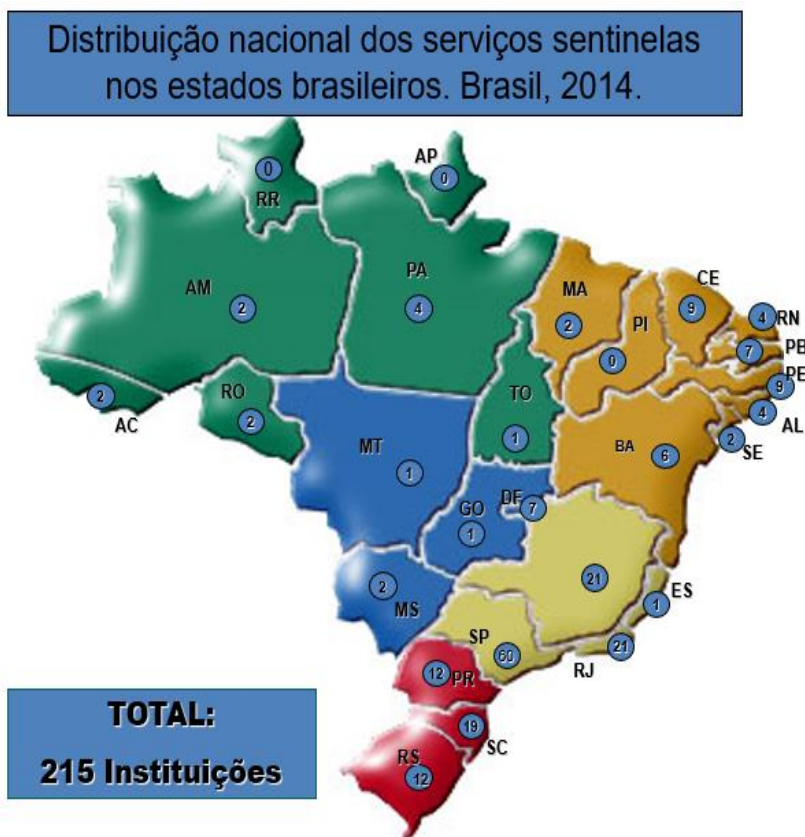 Distribuição nacional dos serviços sentinelas
nos estados brasileiros. Brasil, 2014.
AP
0
0
RR
AM
2
PA
4
MA
2
PI
0
CE
9
4
RN
7
PB
PE
9
4
AL
2
SE
BA
6
2
AC
RO
2
TO
1
MT
1
GO
1
DF
7
2
MS
21
ES
1
SP
60
21
RJ
12
PR
19
SC
RS
12
TOTAL:
215 Instituições